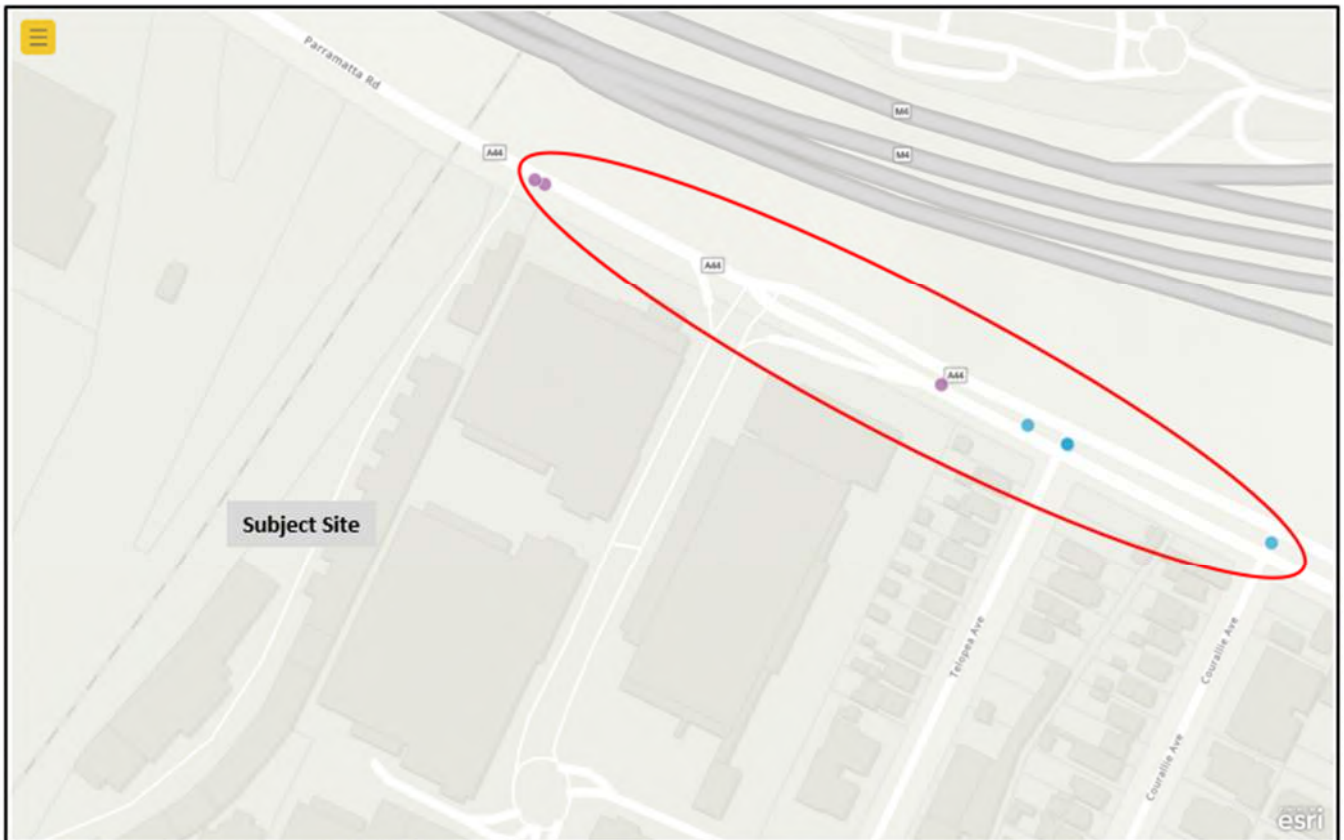 Parramatta Rd
M4
A44
M4
A44
A44
Subject Site
Telopea Ave
Courallie Ave
Courallie Ave
esri